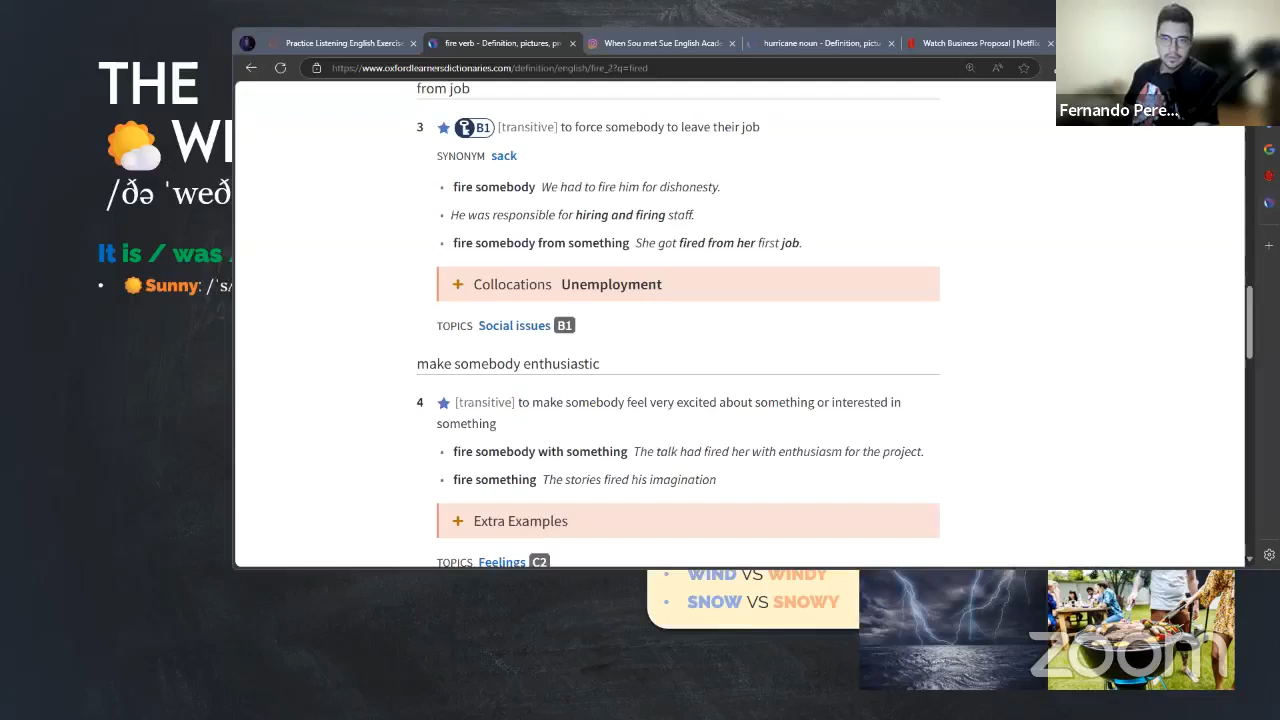 THE
WI
/ðə ˈweð
It is / was /
• Sunny: /ˈsʌ
Practice Listening English Exercise
fire verb - Definition, pictures, pr
When Sou met Sue English Acad
hurricane noun - Definition, pictu
Watch Business Proposal | Netflix
https://www.oxfordlearnersdictionaries.com/definition/english/fire_2?q=fired
Fernando Pere...
from job
3 B1 [transitive] to force somebody to leave their job
SYNONYM sack
• fire somebody We had to fire him for dishonesty.
• He was responsible for hiring and firing staff.
• fire somebody from something She got fired from her first job.
+ Collocations Unemployment
TOPICS Social issues B1
make somebody enthusiastic
4 [transitive] to make somebody feel very excited about something or interested in
something
• fire somebody with something The talk had fired her with enthusiasm for the project.
• fire something The stories fired his imagination
+ Extra Examples
TOPICS Feelings C2
• WIND VS WINDY
• SNOW VS SNOWY
zoom